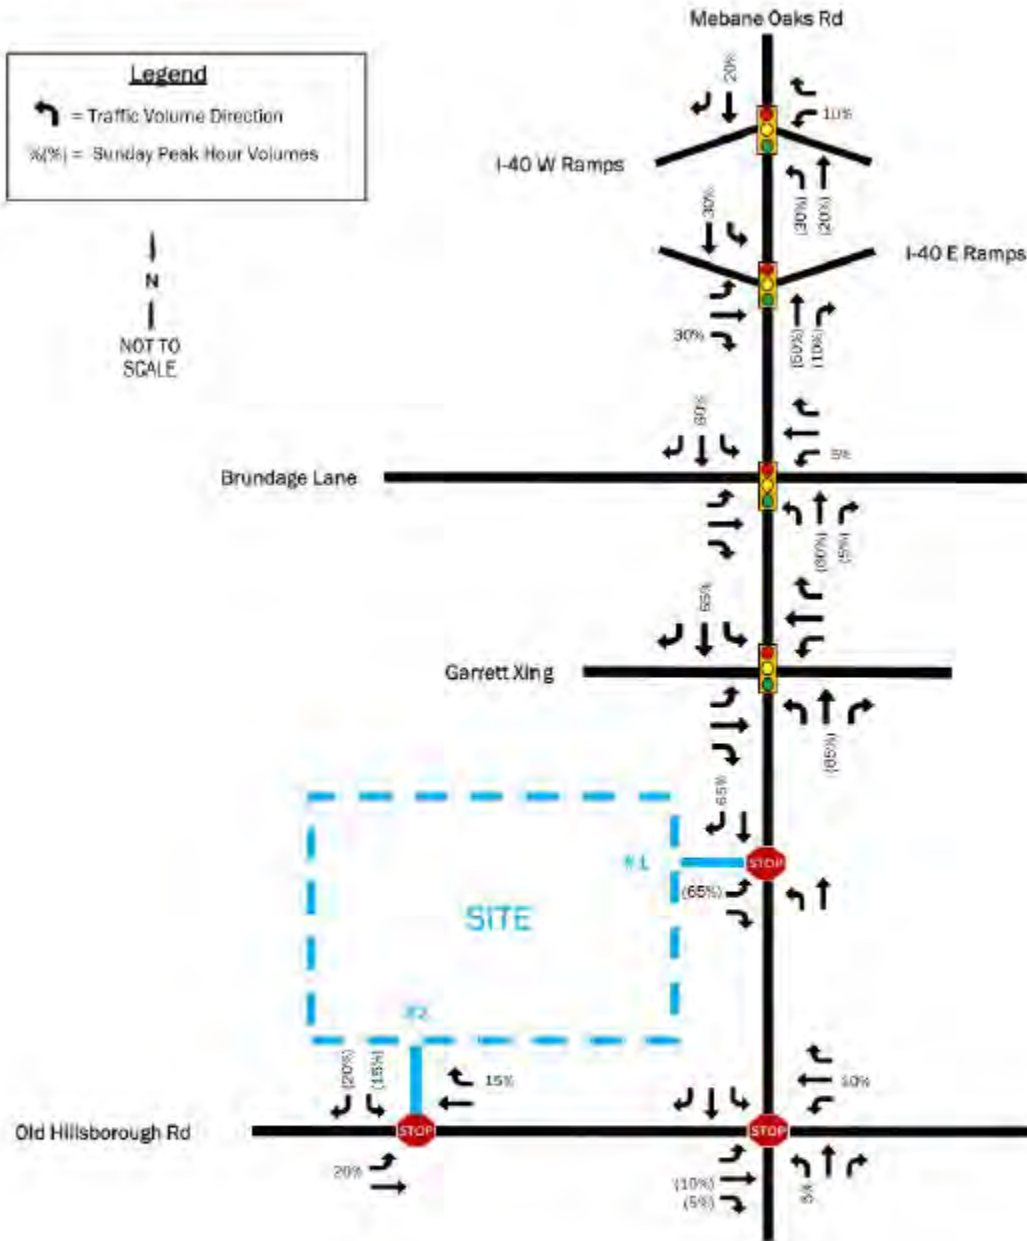 Mebane Oaks Rd
Legend
= Traffic Volume Direction
%(%) = Sunday Peak Hour Volumes
N
NOT TO
SCALE
20%
10%
I-40 W Ramps
(30%)
(20%)
30%
I-40 E Ramps
30%
(50%)
(10%)
60%
5%
Brundage Lane
(60%)
(5%)
65%
Garrett Xing
(65%)
65%
#1
STOP
(65%)
SITE
#2
(20%)
(15%)
15%
10%
Old Hillsborough Rd
STOP
STOP
20%
(10%)
(5%)
5%